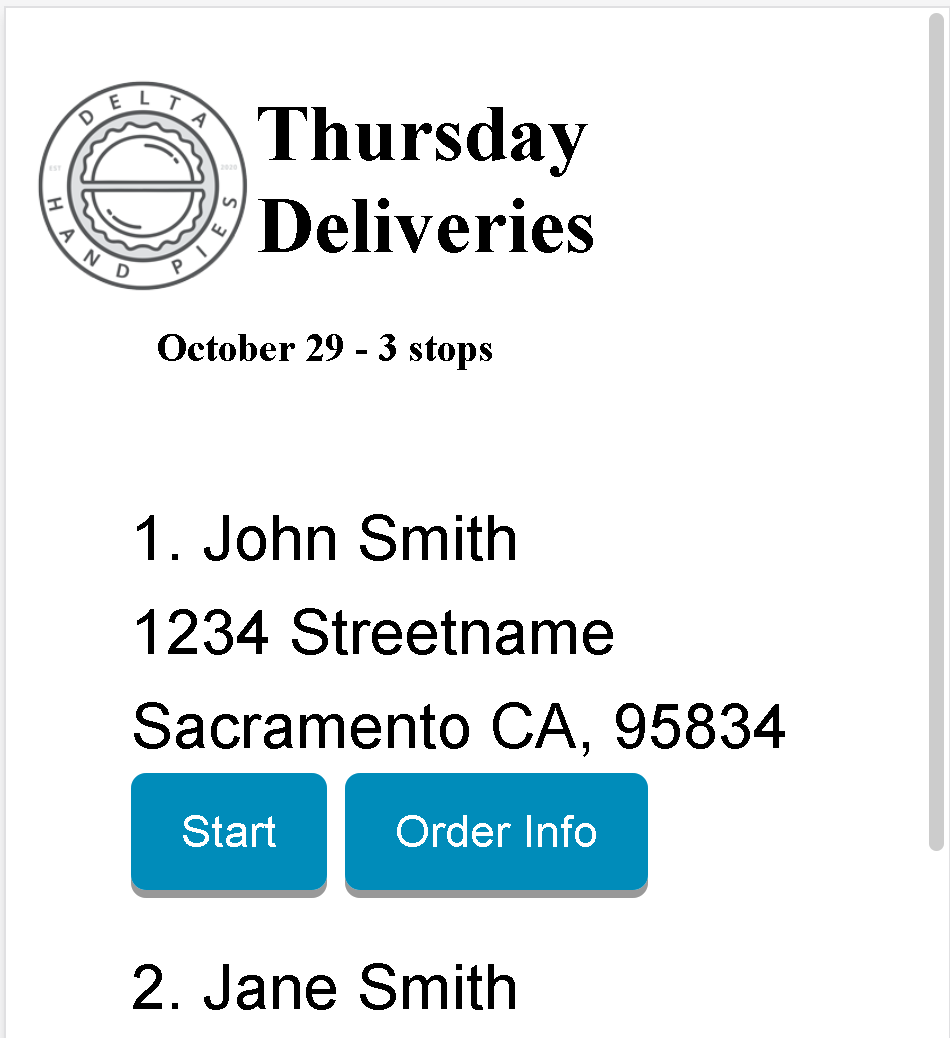 DELTA
EST 2020
HAND PIES
Thursday
Deliveries
October 29 - 3 stops
1. John Smith
1234 Streetname
Sacramento CA, 95834
Start Order Info
2. Jane Smith